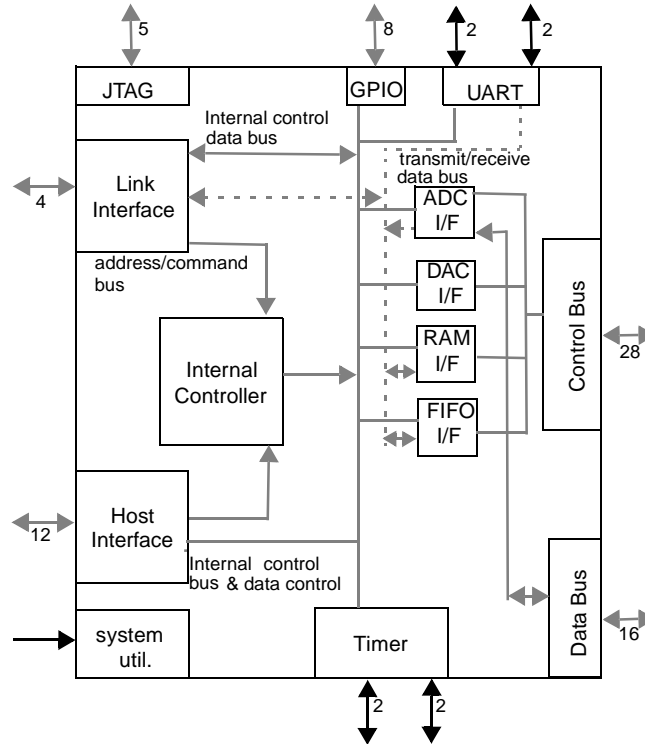 5
8
2
2
JTAG
GPIO
UART
Internal control
data bus
transmit/receive
data bus
Link
Interface
4
ADC
I/F
address/command
bus
DAC
I/F
Control Bus
28
Internal
Controller
RAM
I/F
FIFO
I/F
Host
Interface
12
Internal control
bus & data control
Data Bus
16
system
util.
Timer
2
2